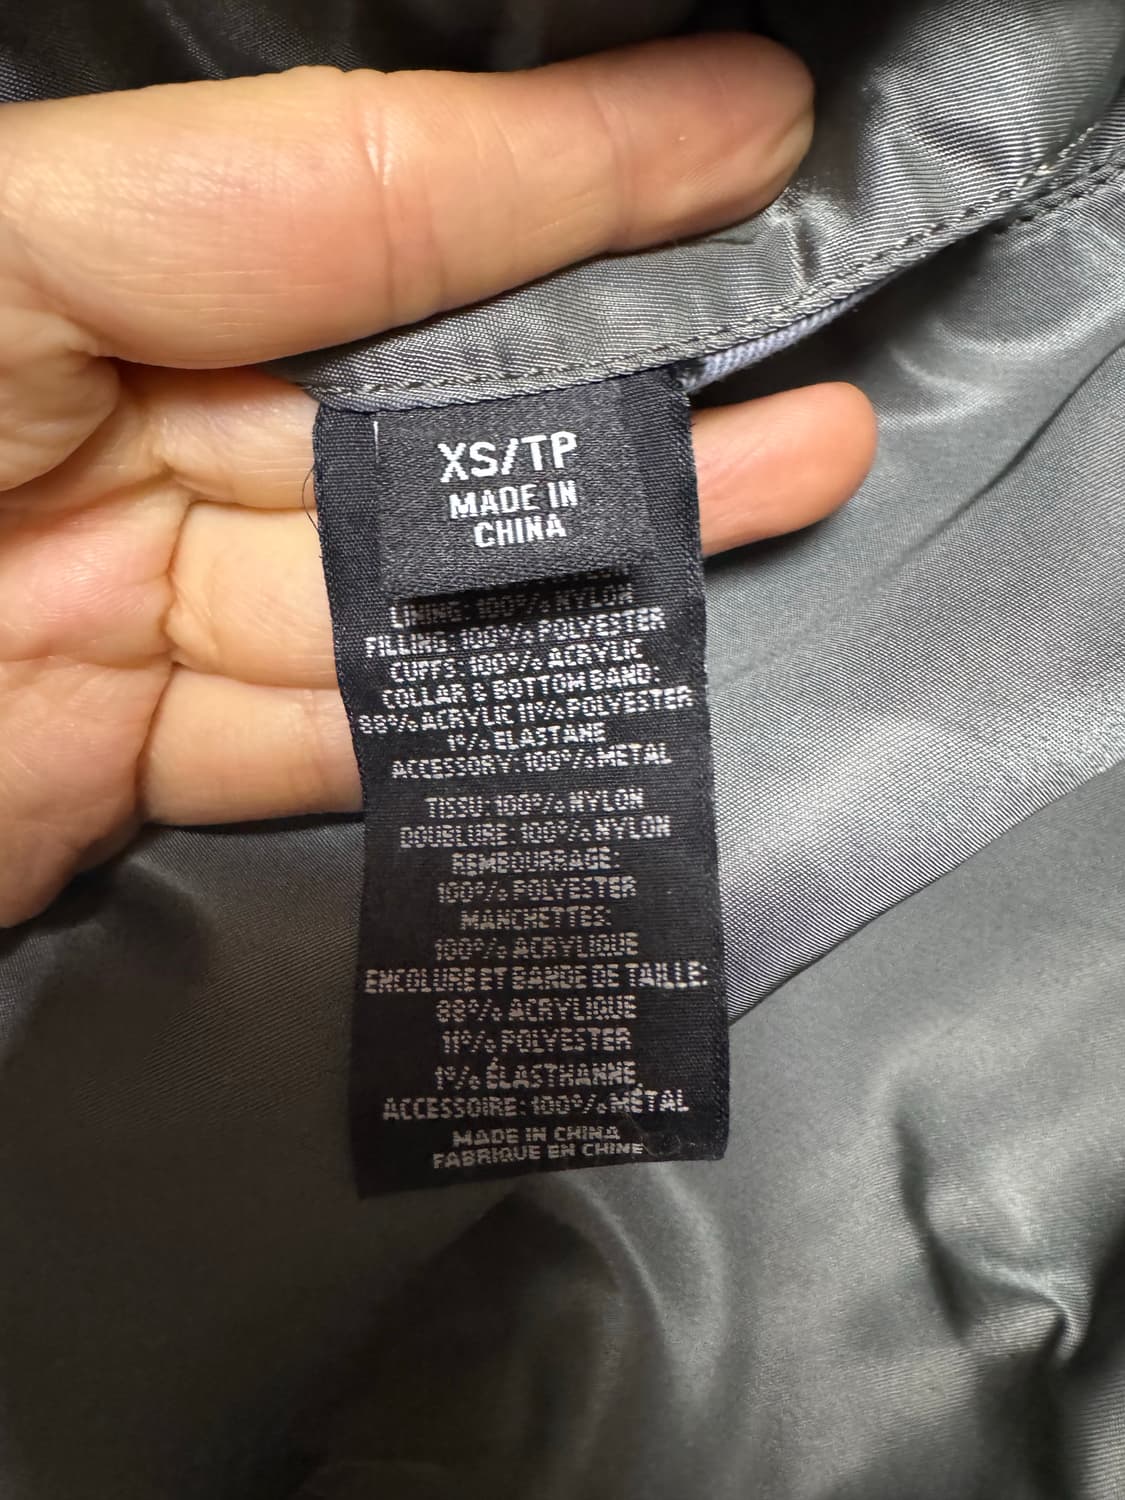 XS/TP
MADE IN
CHINA
LINING: 100% NYLON
FILLING: 100% POLYESTER
CUFFS: 100% ACRYLIC
COLLAR & BOTTOM BAND
88% ACRYLIC 11% POLYESTER
1% ELASTANE
ACCESSORY: 100% METAL
TISSU: 100% NYLON
DOUBLURE: 100% NYLON
REMBOURRAGE:
100% POLYESTER
MANCHETTES:
100% ACRYLIQUE
ENCOLURE ET BANDE DE TAILLE:
88% ACRYLIQUE
11% POLYESTER
1% ÉLASTHANNE
ACCESSOIRE: 100% MÉTAL
MADE IN CHINA
FABRIQUE EN CHINE